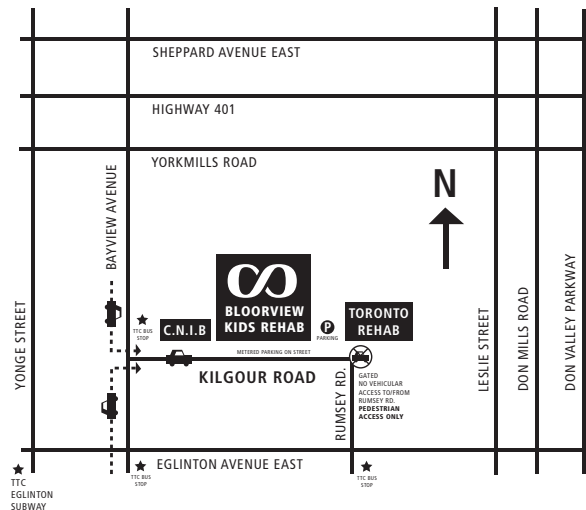 SHEPPARD AVENUE EAST
HIGHWAY 401
YORKMILLS ROAD
BAYVIEW AVENUE
N
YONGE STREET
TTC BUS
STOP
C.N.I.B
BLOORVIEW
KIDS REHAB
P
PARKING
TORONTO
REHAB
LESLIE STREET
DON MILLS ROAD
DON VALLEY PARKWAY
METERED PARKING ON STREET
KILGOUR ROAD
RUMSEY RD.
GATED
NO VEHICULAR
ACCESS TO/FROM
RUMSEY RD.
PEDESTRIAN
ACCESS ONLY
EGLINTON AVENUE EAST
TTC
EGLINTON
SUBWAY
TTC BUS
STOP
TTC BUS
STOP